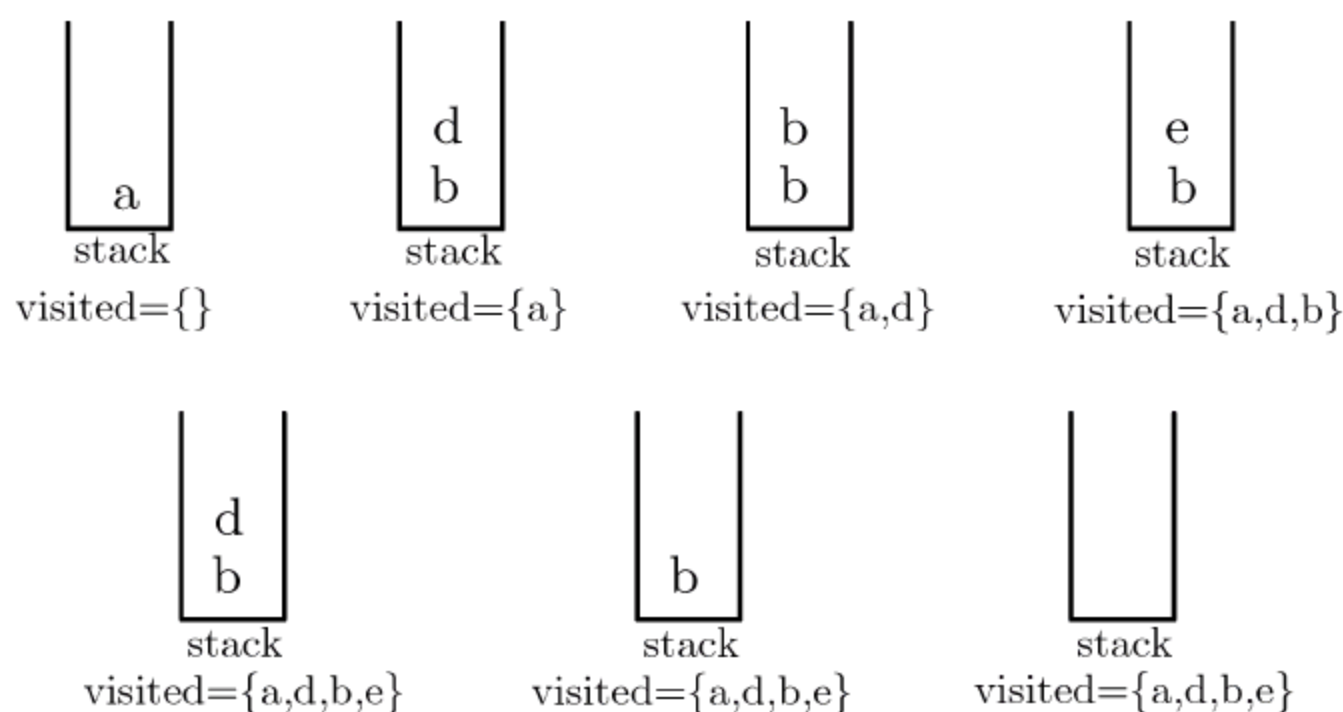 a
stack
visited={}
d
b
stack
visited={a}
b
b
stack
visited={a,d}
e
b
stack
visited={a,d,b}
d
b
stack
visited={a,d,b,e}
b
stack
visited={a,d,b,e}
stack
visited={a,d,b,e}